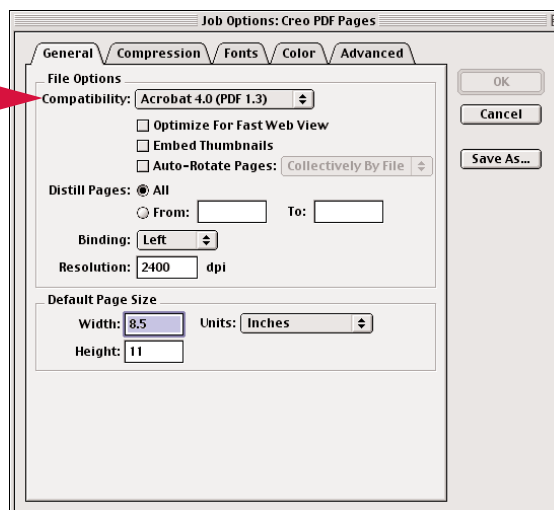 Job Options: Creo PDF Pages
General Compression Fonts Color Advanced
OK
Cancel
Save As...
File Options
Compatibility: Acrobat 4.0 (PDF 1.3)
Optimize For Fast Web View
Embed Thumbnails
Auto-Rotate Pages: Collectively By File
Distill Pages: All
From: To:
Binding: Left
Resolution: 2400 dpi
Default Page Size
Width: 8.5 Units: Inches
Height: 11